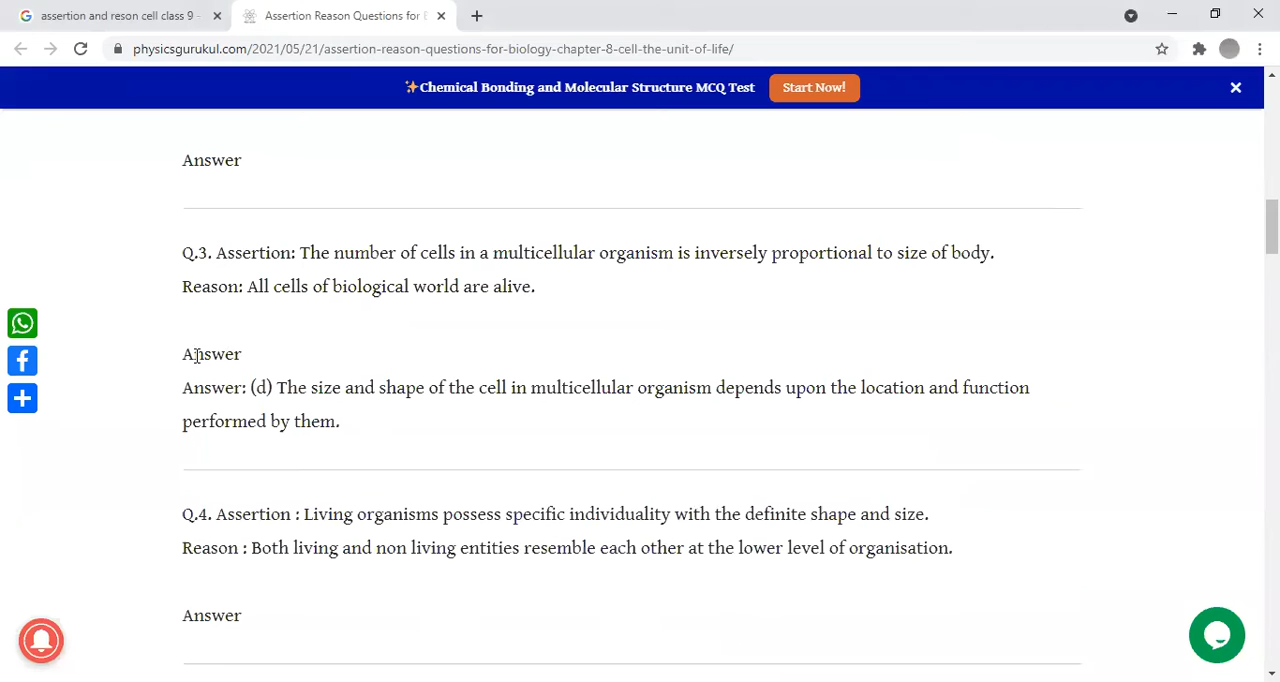 assertion and reson cell class 9 -
Assertion Reason Questions for B
physicsgurukul.com/2021/05/21/assertion-reason-questions-for-biology-chapter-8-cell-the-unit-of-life/
✨Chemical Bonding and Molecular Structure MCQ Test
Start Now!
Answer
Q.3. Assertion: The number of cells in a multicellular organism is inversely proportional to size of body.
Reason: All cells of biological world are alive.
Answer
Answer: (d) The size and shape of the cell in multicellular organism depends upon the location and function
performed by them.
Q.4. Assertion : Living organisms possess specific individuality with the definite shape and size.
Reason : Both living and non living entities resemble each other at the lower level of organisation.
Answer